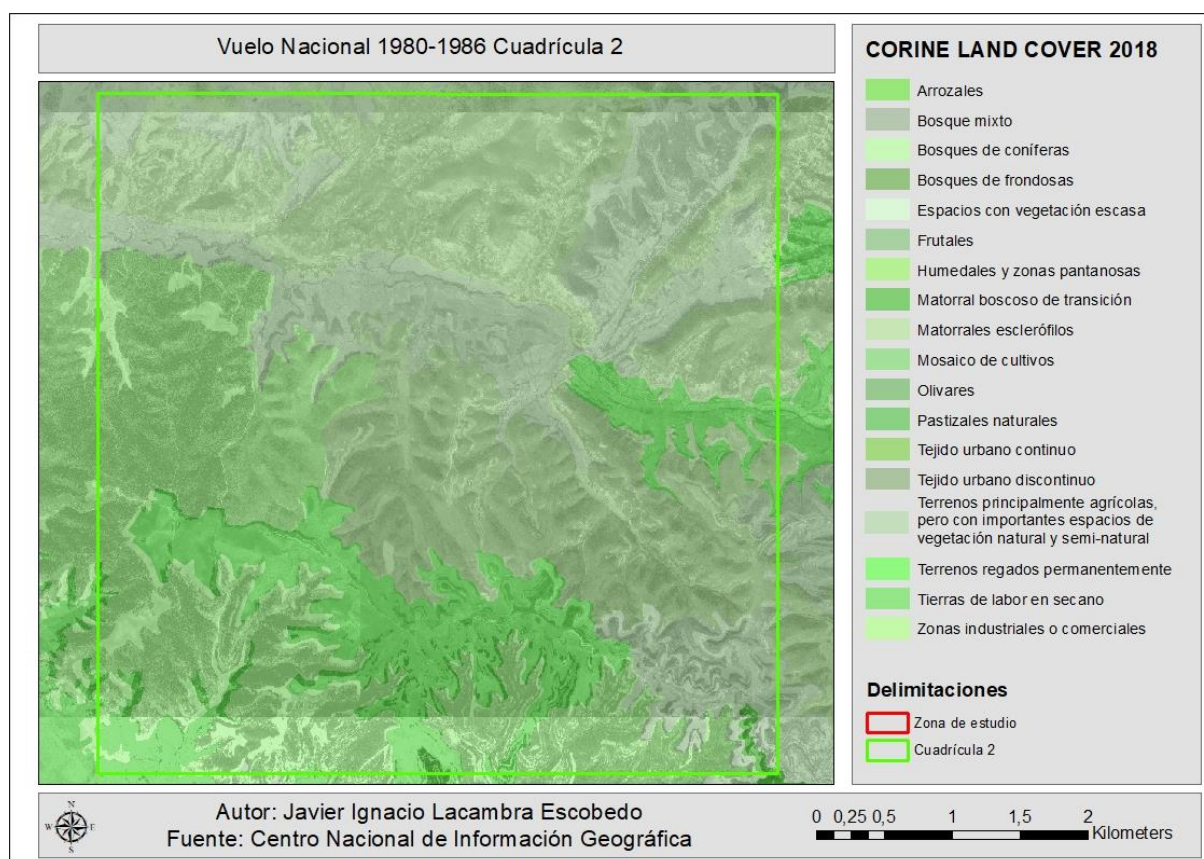 Vuelo Nacional 1980-1986 Cuadrícula 2
CORINE LAND COVER 2018
Arrozales
Bosque mixto
Bosques de coníferas
Bosques de frondosas
Espacios con vegetación escasa
Frutales
Humedales y zonas pantanosas
Matorral boscoso de transición
Matorrales esclerófilos
Mosaico de cultivos
Olivares
Pastizales naturales
Tejido urbano continuo
Tejido urbano discontinuo
Terrenos principalmente agrícolas,
pero con importantes espacios de
vegetación natural y semi-natural
Terrenos regados permanentemente
Tierras de labor en secano
Zonas industriales o comerciales
Delimitaciones
Zona de estudio
Cuadrícula 2
N
W E
S
Autor: Javier Ignacio Lacambra Escobedo
Fuente: Centro Nacional de Información Geográfica
0 0,25 0,5 1 1,5 2
Kilometers